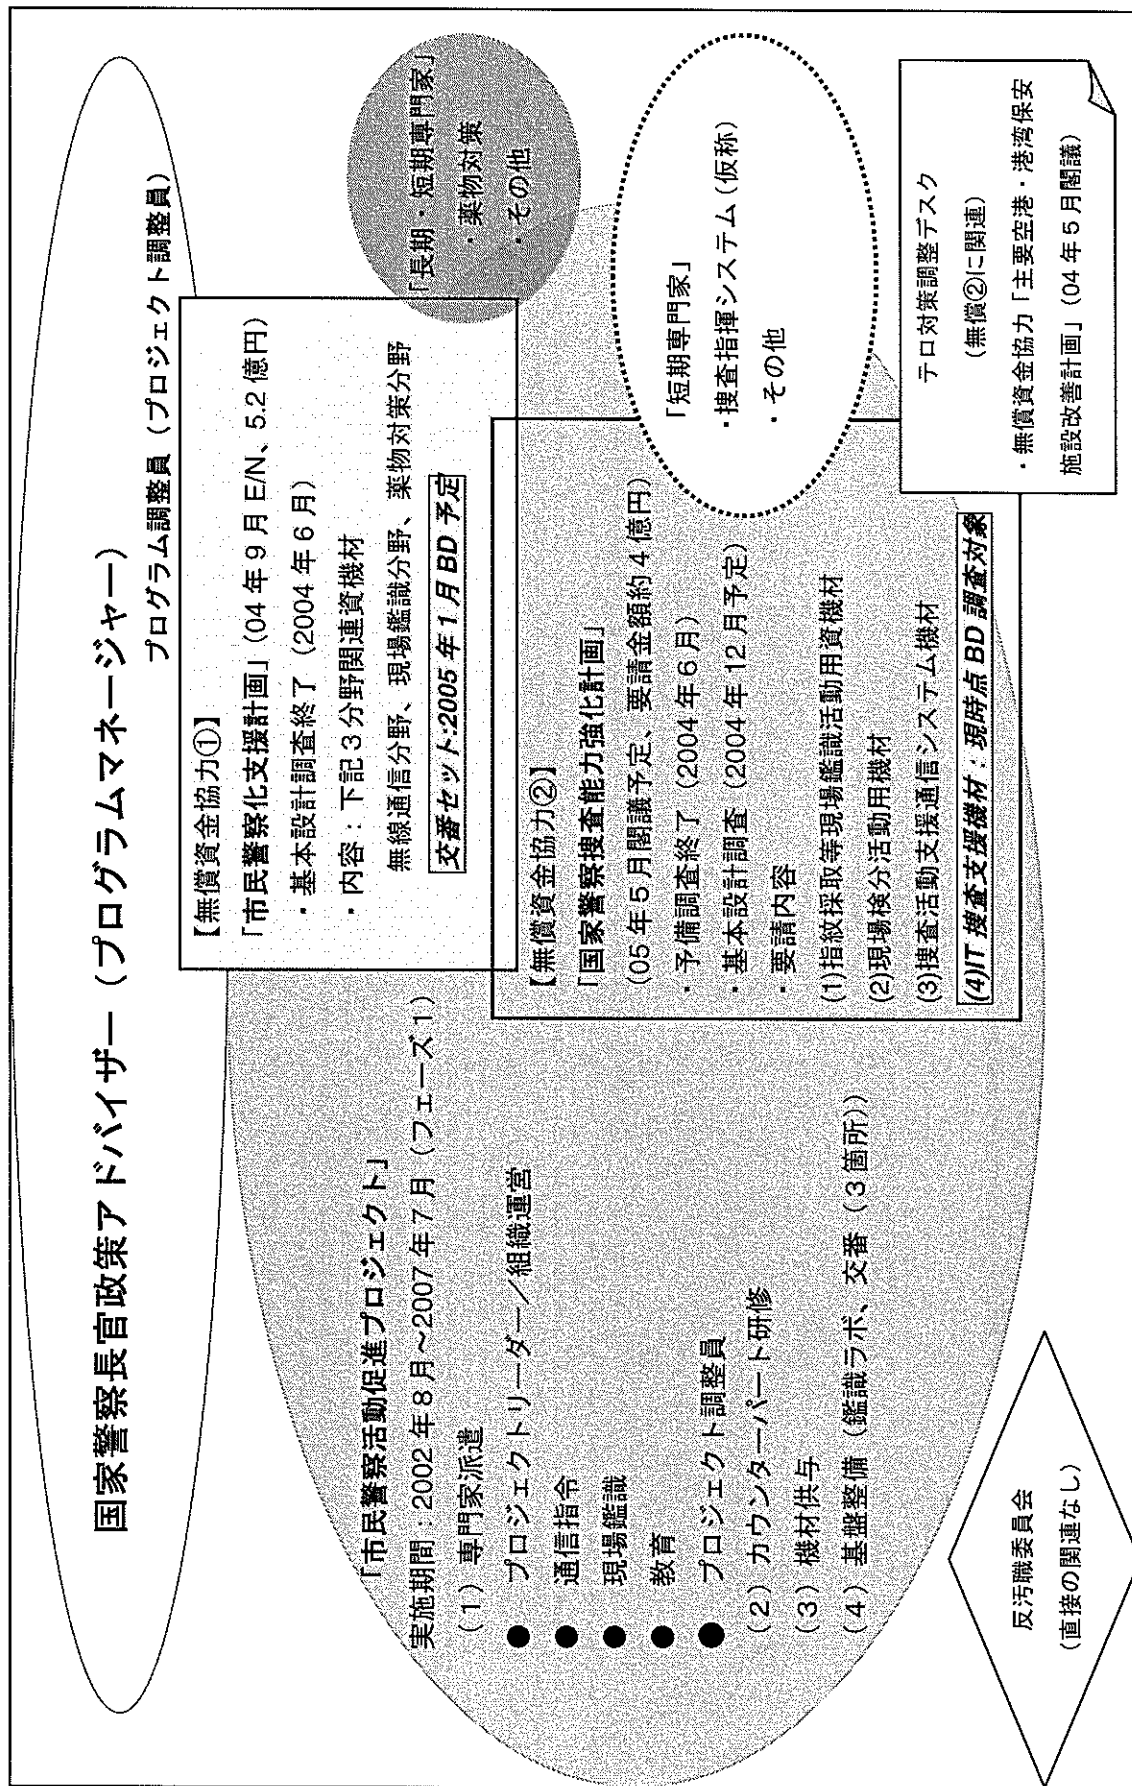 国家警察長官政策アドバイザー（プログラムマネージャー）
プログラム調整員（プロジェクト調整員）
「市民警察活動促進プロジェクト」
実施期間：2002年8月～2007年7月（フェーズ1）
（1）専門家派遣
● プロジェクトリーダー／組織運営
● 通信指令
● 現場鑑識
● 教育
● プロジェクト調整員
（2）カウンターパート研修
（3）機材供与
（4）基盤整備（鑑識ラボ、交番（3箇所））
【無償資金協力①】
「市民警察化支援計画」（04年9月E/N、5.2億円）
・基本設計調査終了（2004年6月）
・内容：下記3分野関連資機材
無線通信分野、現場鑑識分野、薬物対策分野
交番セット:2005年1月BD予定
【無償資金協力②】
「国家警察捜査能力強化計画」
（05年5月閣議予定、要請金額約4億円）
・予備調査終了（2004年6月）
・基本設計調査（2004年12月予定）
・要請内容
(1)指紋採取等現場鑑識活動用資機材
(2)現場検分活動用機材
(3)捜査活動支援通信システム機材
(4)IT捜査支援機材：現時点BD調査対象
「長期・短期専門家」
・薬物対策
・その他
「短期専門家」
・捜査指揮システム（仮称）
・その他
テロ対策調整デスク
（無償②に関連）
・無償資金協力「主要空港・港湾保安
施設改善計画」（04年5月閣議）
反汚職委員会
（直接の関連なし）